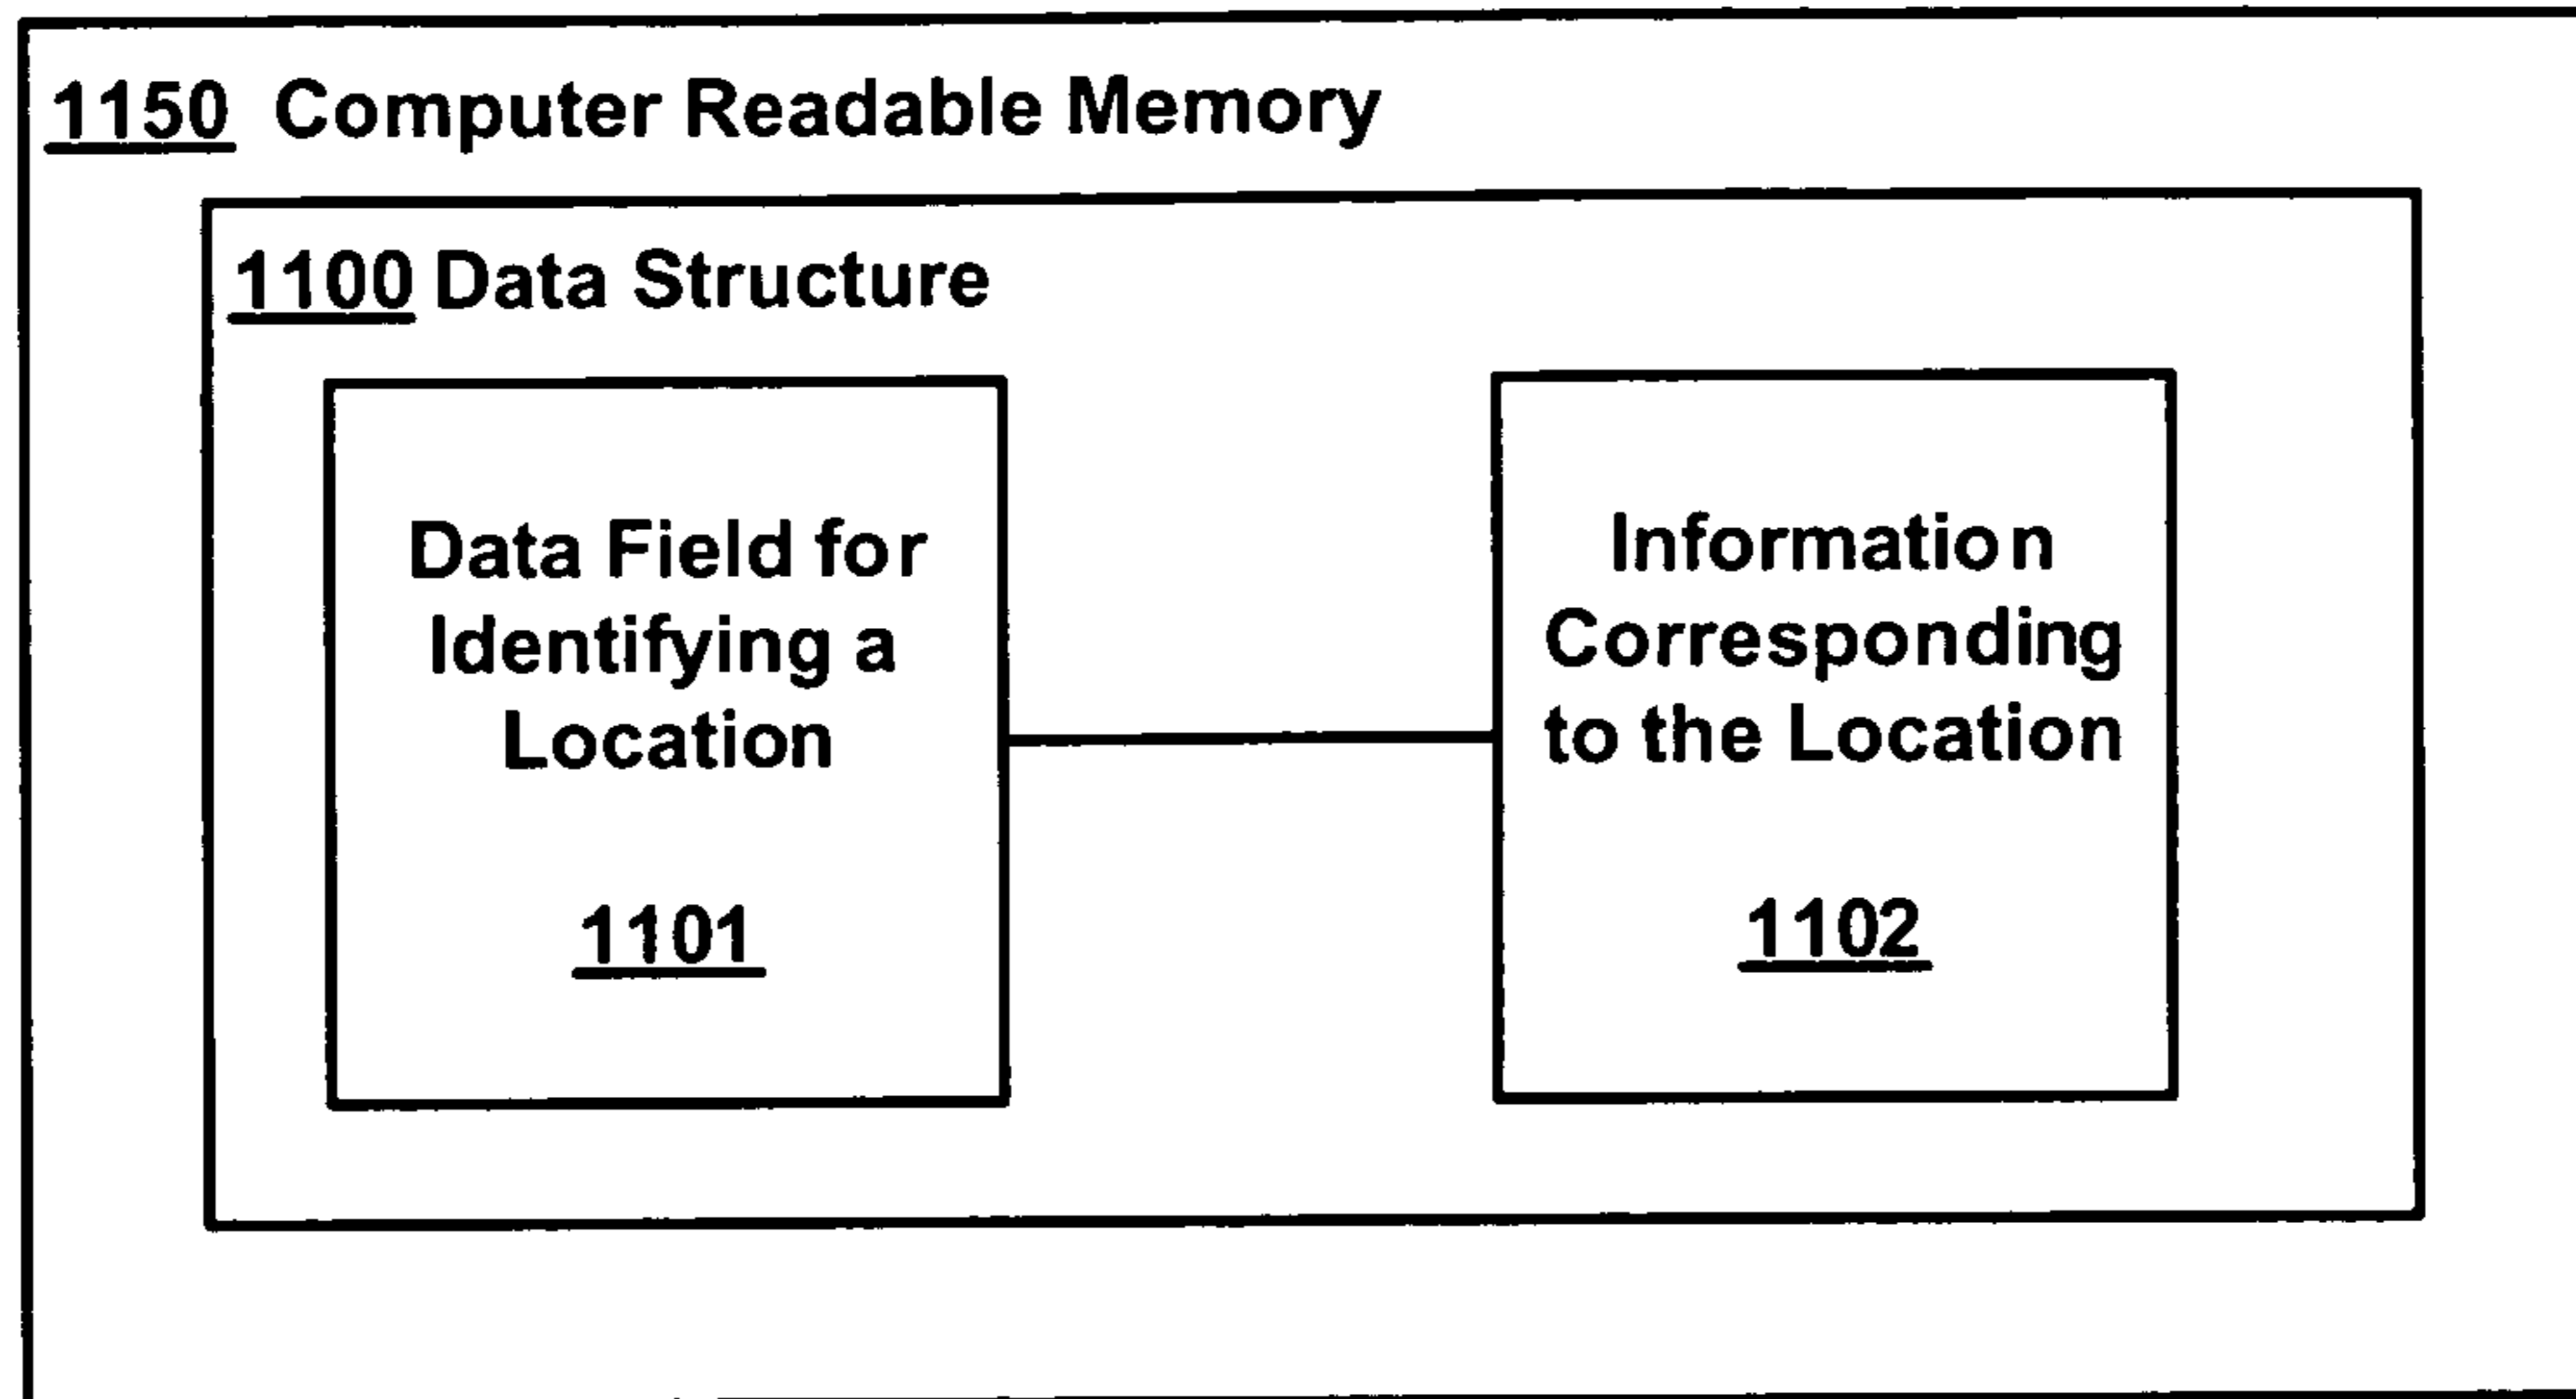 1150 Computer Readable Memory
1100 Data Structure
Data Field for
Identifying a
Location
1101
Information
Corresponding
to the Location
1102